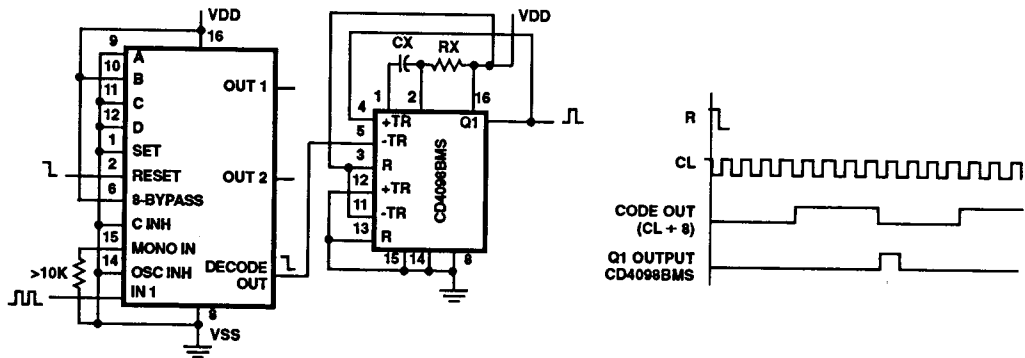 VDD
16
9
A
10
B
11
C
12
D
1
SET
2
RESET
6
8-BYPASS
C INH
15
MONO IN
14
OSC INH
IN 1
>10K
OUT 1
OUT 2
DECODE
OUT
8
VSS
VDD
CX
RX
1
2
16
4
+TR
Q1
5
-TR
3
R
12
+TR
11
-TR
13
R
CD4098BMS
15
14
8
R
CL
CODE OUT
(CL ÷ 8)
Q1 OUTPUT
CD4098BMS